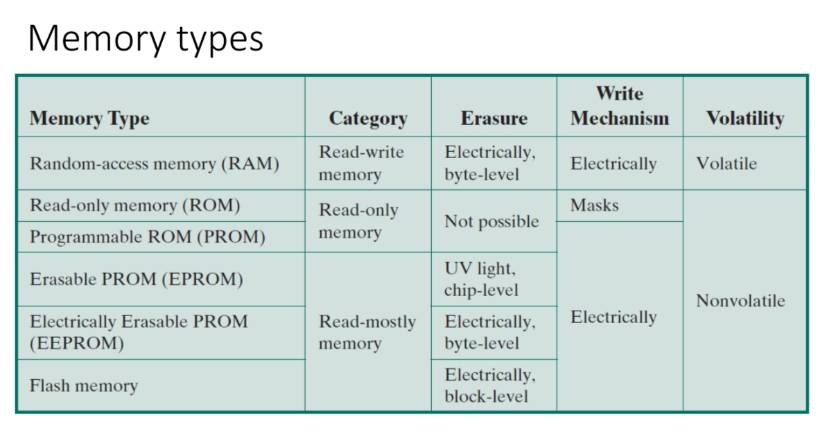 Memory types
Write
Memory Type Category Erasure Mechanism Volatility
Random-access memory (RAM) Read-write memory Electrically, byte-level Electrically Volatile
Read-only memory (ROM) Read-only memory Not possible Masks Nonvolatile
Programmable ROM (PROM) Electrically
Erasable PROM (EPROM) Read-mostly memory UV light, chip-level
Electrically Erasable PROM (EEPROM) Electrically, byte-level
Flash memory Electrically, block-level